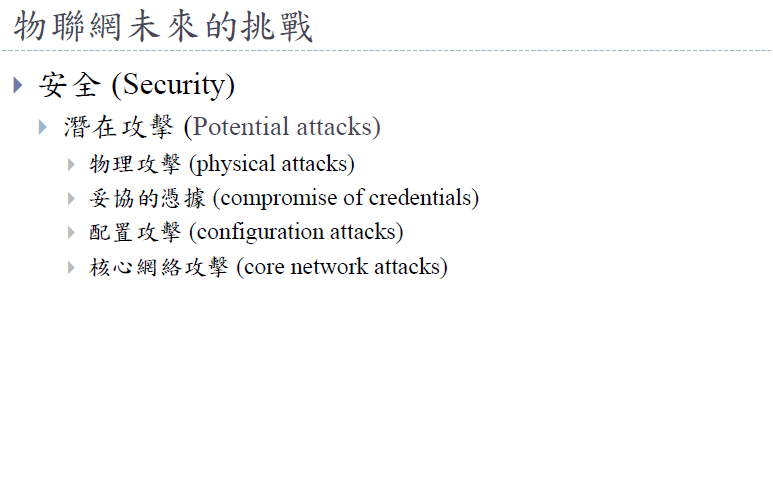 物聯網未來的挑戰
安全 (Security)
潛在攻擊 (Potential attacks)
物理攻擊 (physical attacks)
妥協的憑據 (compromise of credentials)
配置攻擊 (configuration attacks)
核心網絡攻擊 (core network attacks)